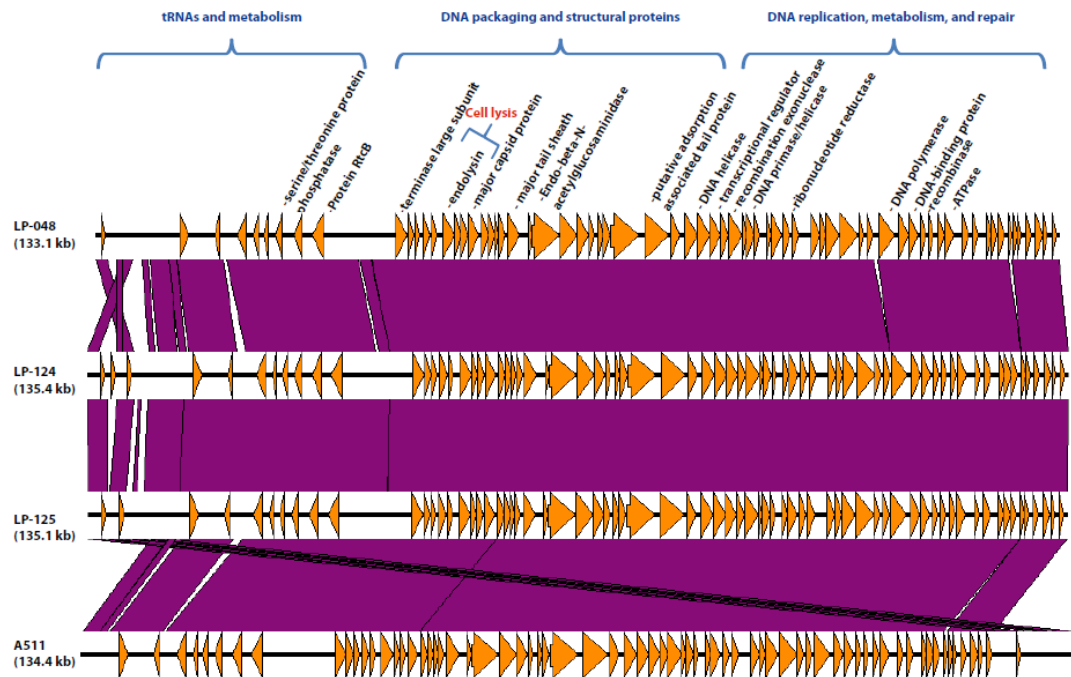 tRNAs and metabolism
DNA packaging and structural proteins
DNA replication, metabolism, and repair
-serine/threonine protein
phosphatase
-Protein RtcB
-terminase large subunit
Cell lysis
- endolysin
- major capsid protein
- major tail sheath
-Endo-beta-N-
acetylglucosaminidase
-putative adsorption
associated tail protein
- DNA helicase
- transcriptional regulator
- recombination exonuclease
- DNA primase/helicase
-ribonucleotide reductase
- DNA polymerase
- DNA-binding protein
-recombinase
- ATPase
LP-048
(133.1 kb)
LP-124
(135.4 kb)
LP-125
(135.1 kb)
A511
(134.4 kb)